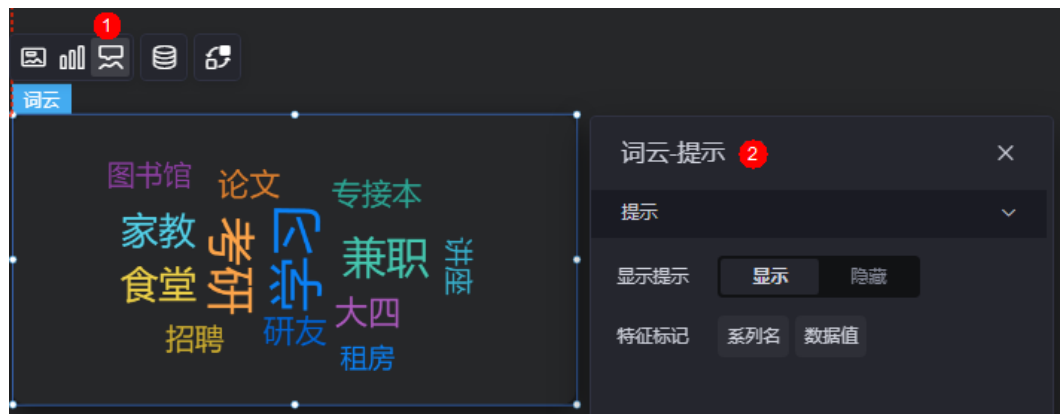 1
词云
词云-提示 2
提示
显示提示 显示 隐藏
特征标记 系列名 数据值
图书馆 论文 专接本
家教 考研 兼职 讲座
食堂 大四
招聘 研友 租房